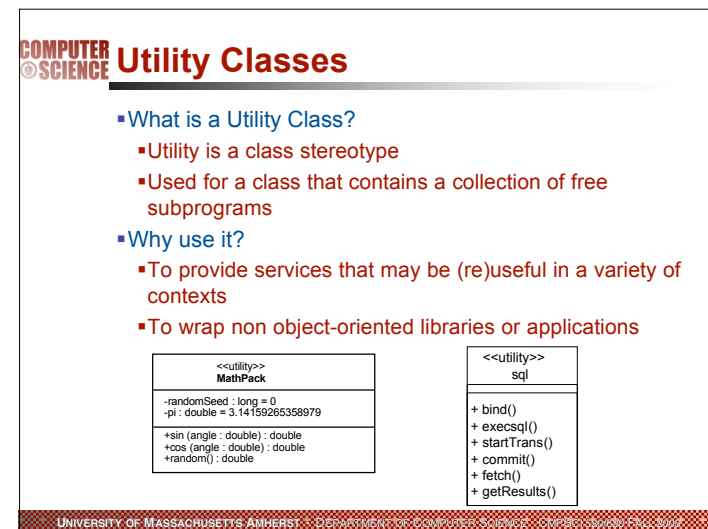 COMPUTER
SCIENCE
Utility Classes
▪What is a Utility Class?
▪Utility is a class stereotype
▪Used for a class that contains a collection of free
subprograms
▪Why use it?
▪To provide services that may be (re)useful in a variety of
contexts
▪To wrap non object-oriented libraries or applications
<<utility>>
MathPack
-randomSeed : long = 0
-pi : double = 3.14159265358979
+sin (angle : double) : double
+cos (angle : double) : double
+random() : double
<<utility>>
sql
+ bind()
+ execsql()
+ startTrans()
+ commit()
+ fetch()
+ getResults()
UNIVERSITY OF MASSACHUSETTS AMHERST DEPARTMENT OF COMPUTER SCIENCE CMPSCI 520/620 FALL